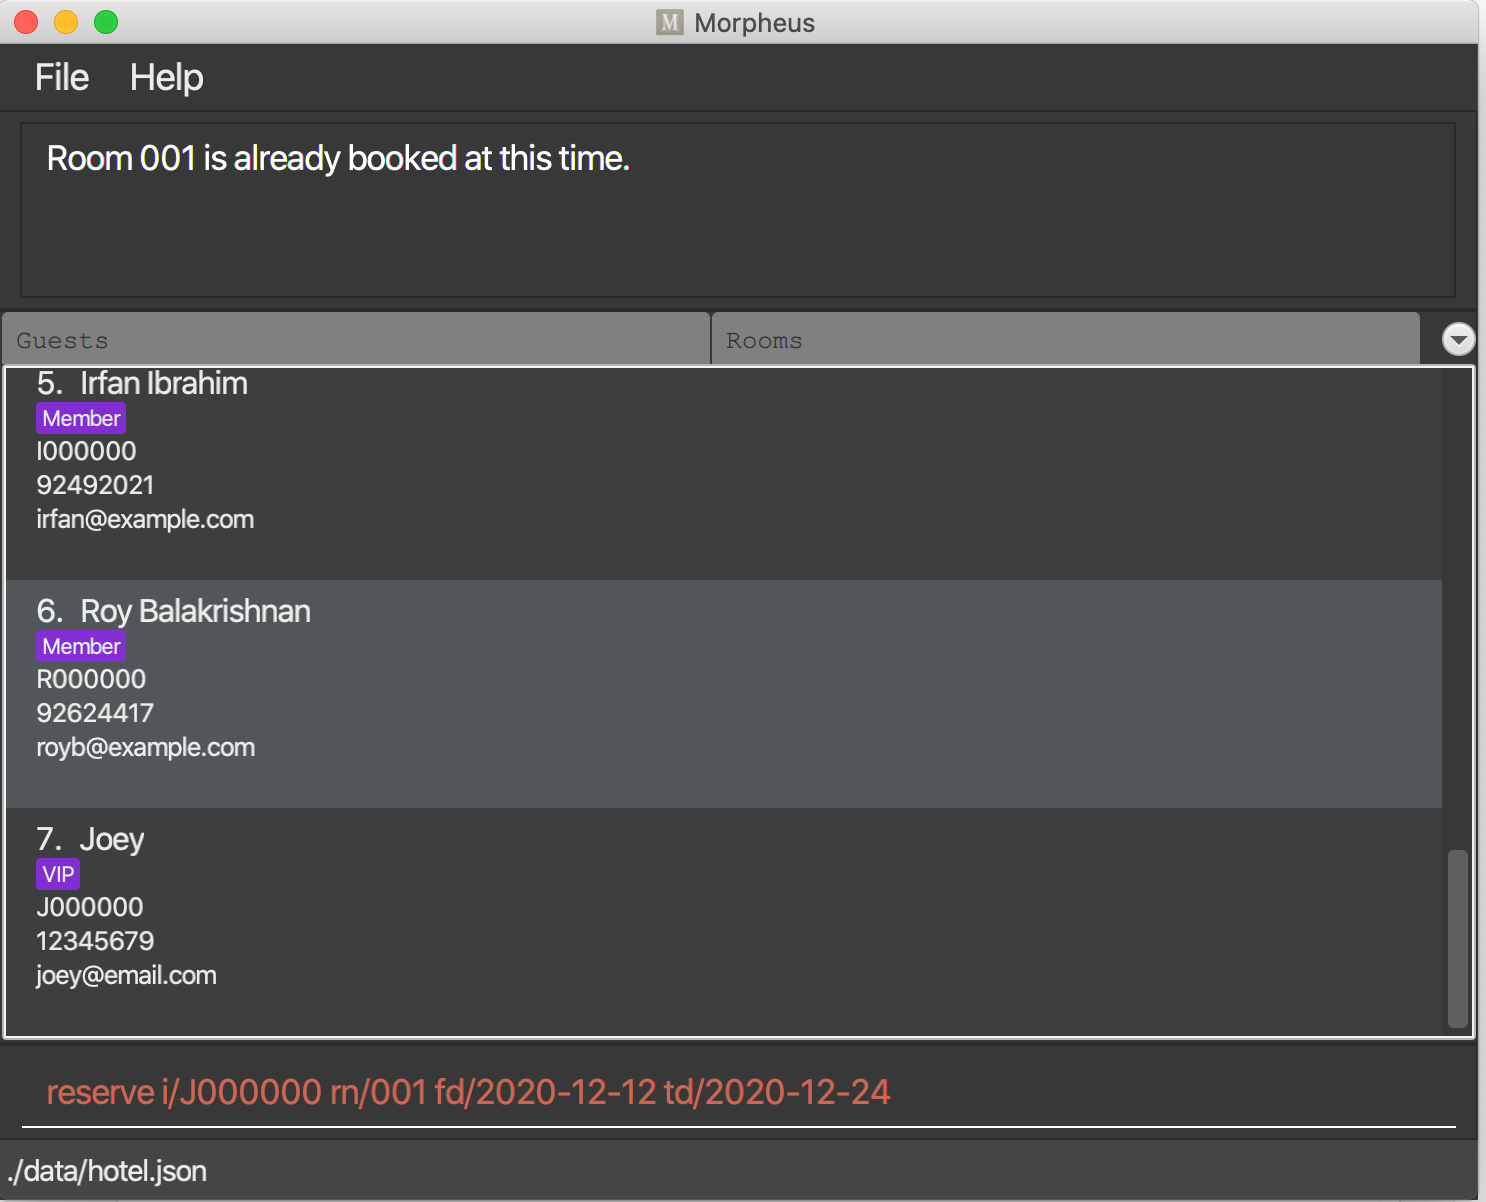 M Morpheus
File Help
Room 001 is already booked at this time.
Guests Rooms
5. Irfan Ibrahim
Member
I000000
92492021
irfan@example.com
6. Roy Balakrishnan
Member
R000000
92624417
royb@example.com
7. Joey
VIP
J000000
12345679
joey@email.com
reserve i/J000000 rn/001 fd/2020-12-12 td/2020-12-24
./data/hotel.json